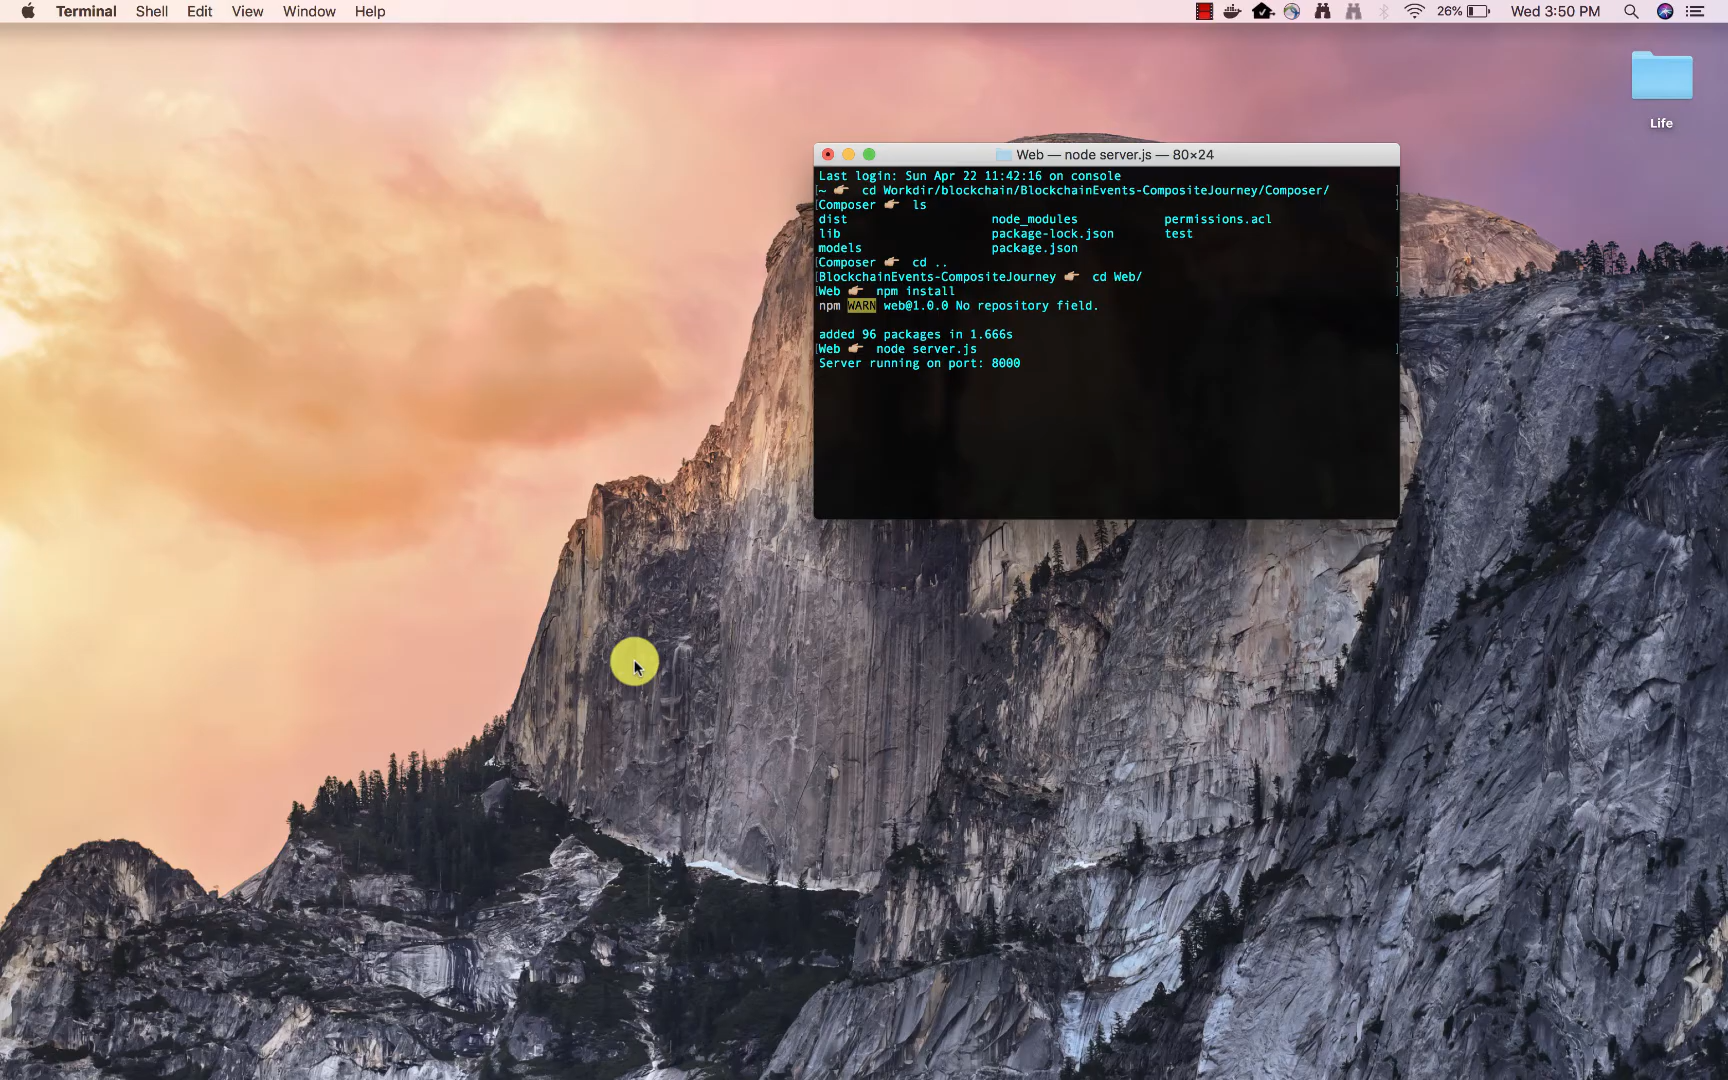 Terminal Shell Edit View Window Help 26% Wed 3:50 PM
Life
Web — node server.js — 80×24
Last login: Sun Apr 22 11:42:16 on console
[~ 👉 cd Workdir/blockchain/BlockchainEvents-CompositeJourney/Composer/ ]
[Composer 👉 ls ]
dist node_modules permissions.acl
lib package-lock.json test
models package.json
[Composer 👉 cd .. ]
[BlockchainEvents-CompositeJourney 👉 cd Web/ ]
[Web 👉 npm install ]
npm WARN web@1.0.0 No repository field.
added 96 packages in 1.666s
[Web 👉 node server.js ]
Server running on port: 8000